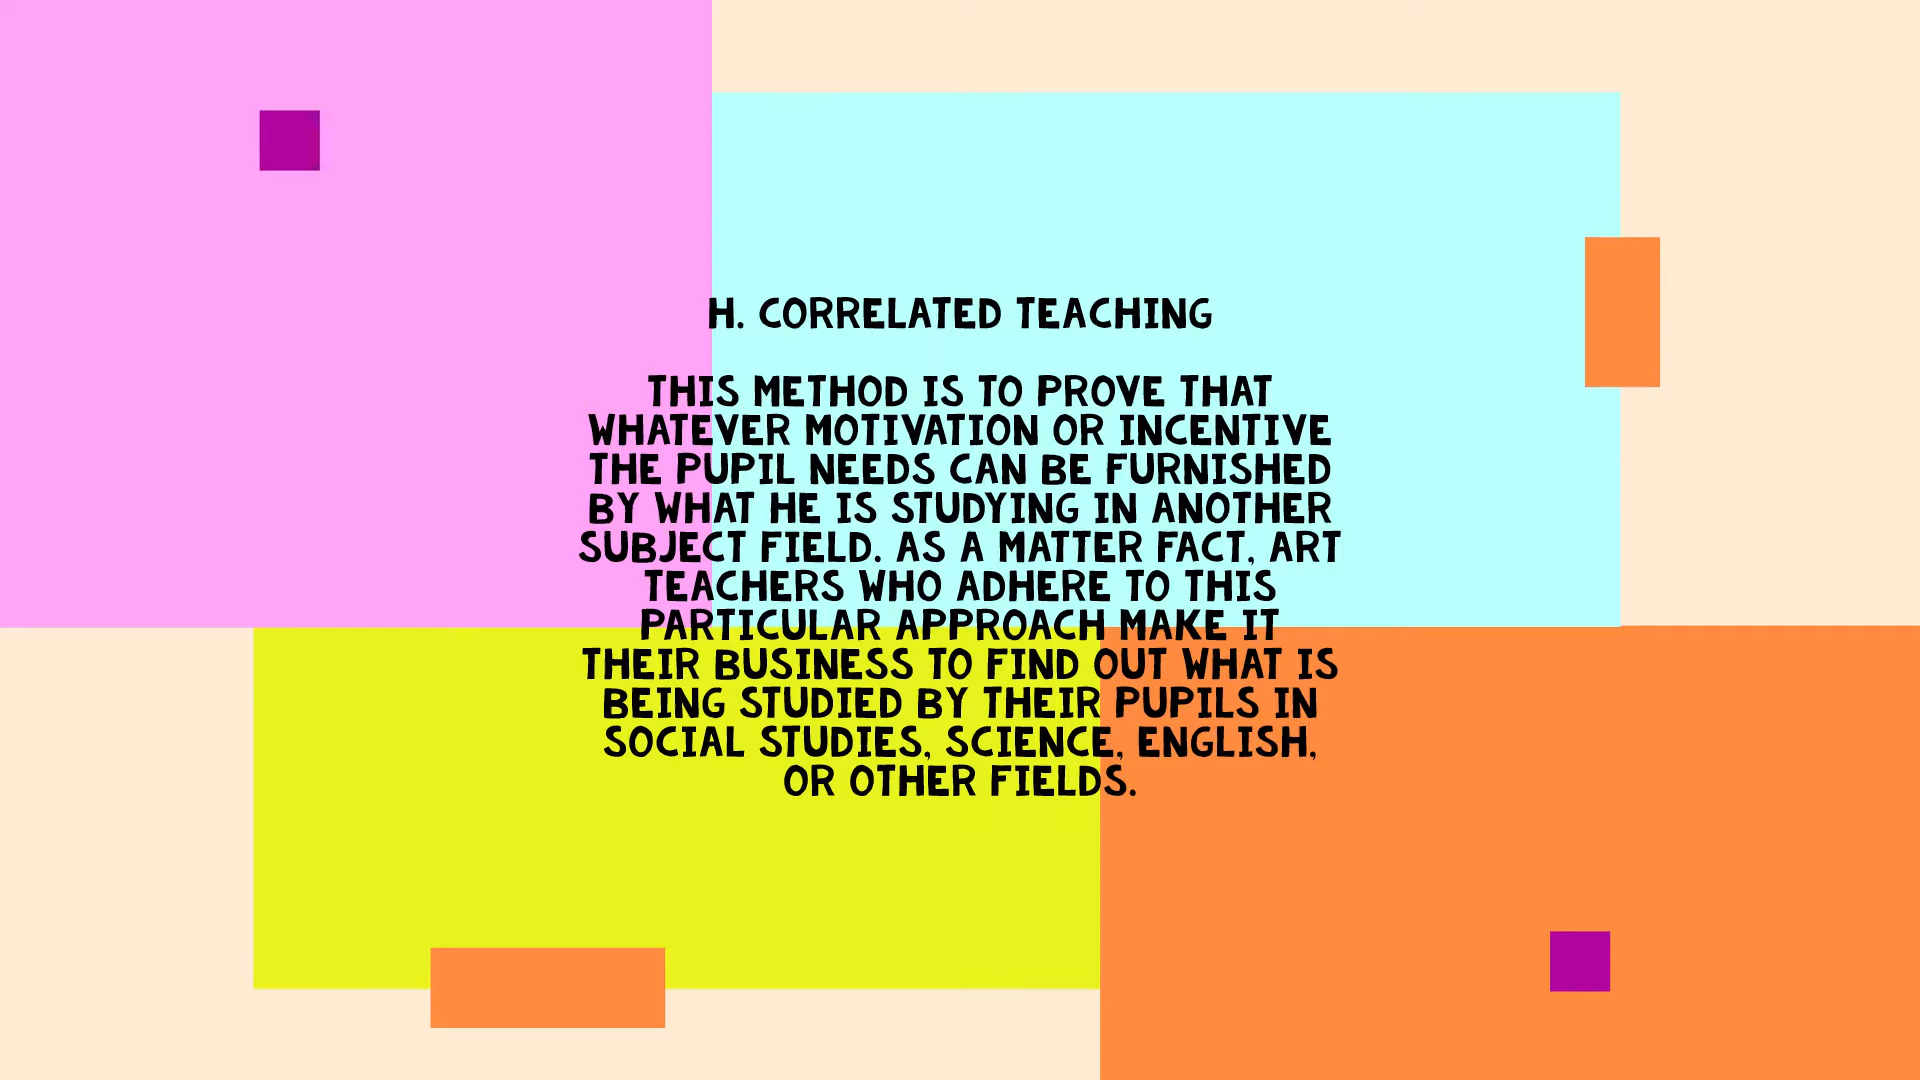 H. CORRELATED TEACHING
THIS METHOD IS TO PROVE THAT
WHATEVER MOTIVATION OR INCENTIVE
THE PUPIL NEEDS CAN BE FURNISHED
BY WHAT HE IS STUDYING IN ANOTHER
SUBJECT FIELD. AS A MATTER FACT, ART
TEACHERS WHO ADHERE TO THIS
PARTICULAR APPROACH MAKE IT
THEIR BUSINESS TO FIND OUT WHAT IS
BEING STUDIED BY THEIR PUPILS IN
SOCIAL STUDIES, SCIENCE, ENGLISH,
OR OTHER FIELDS.